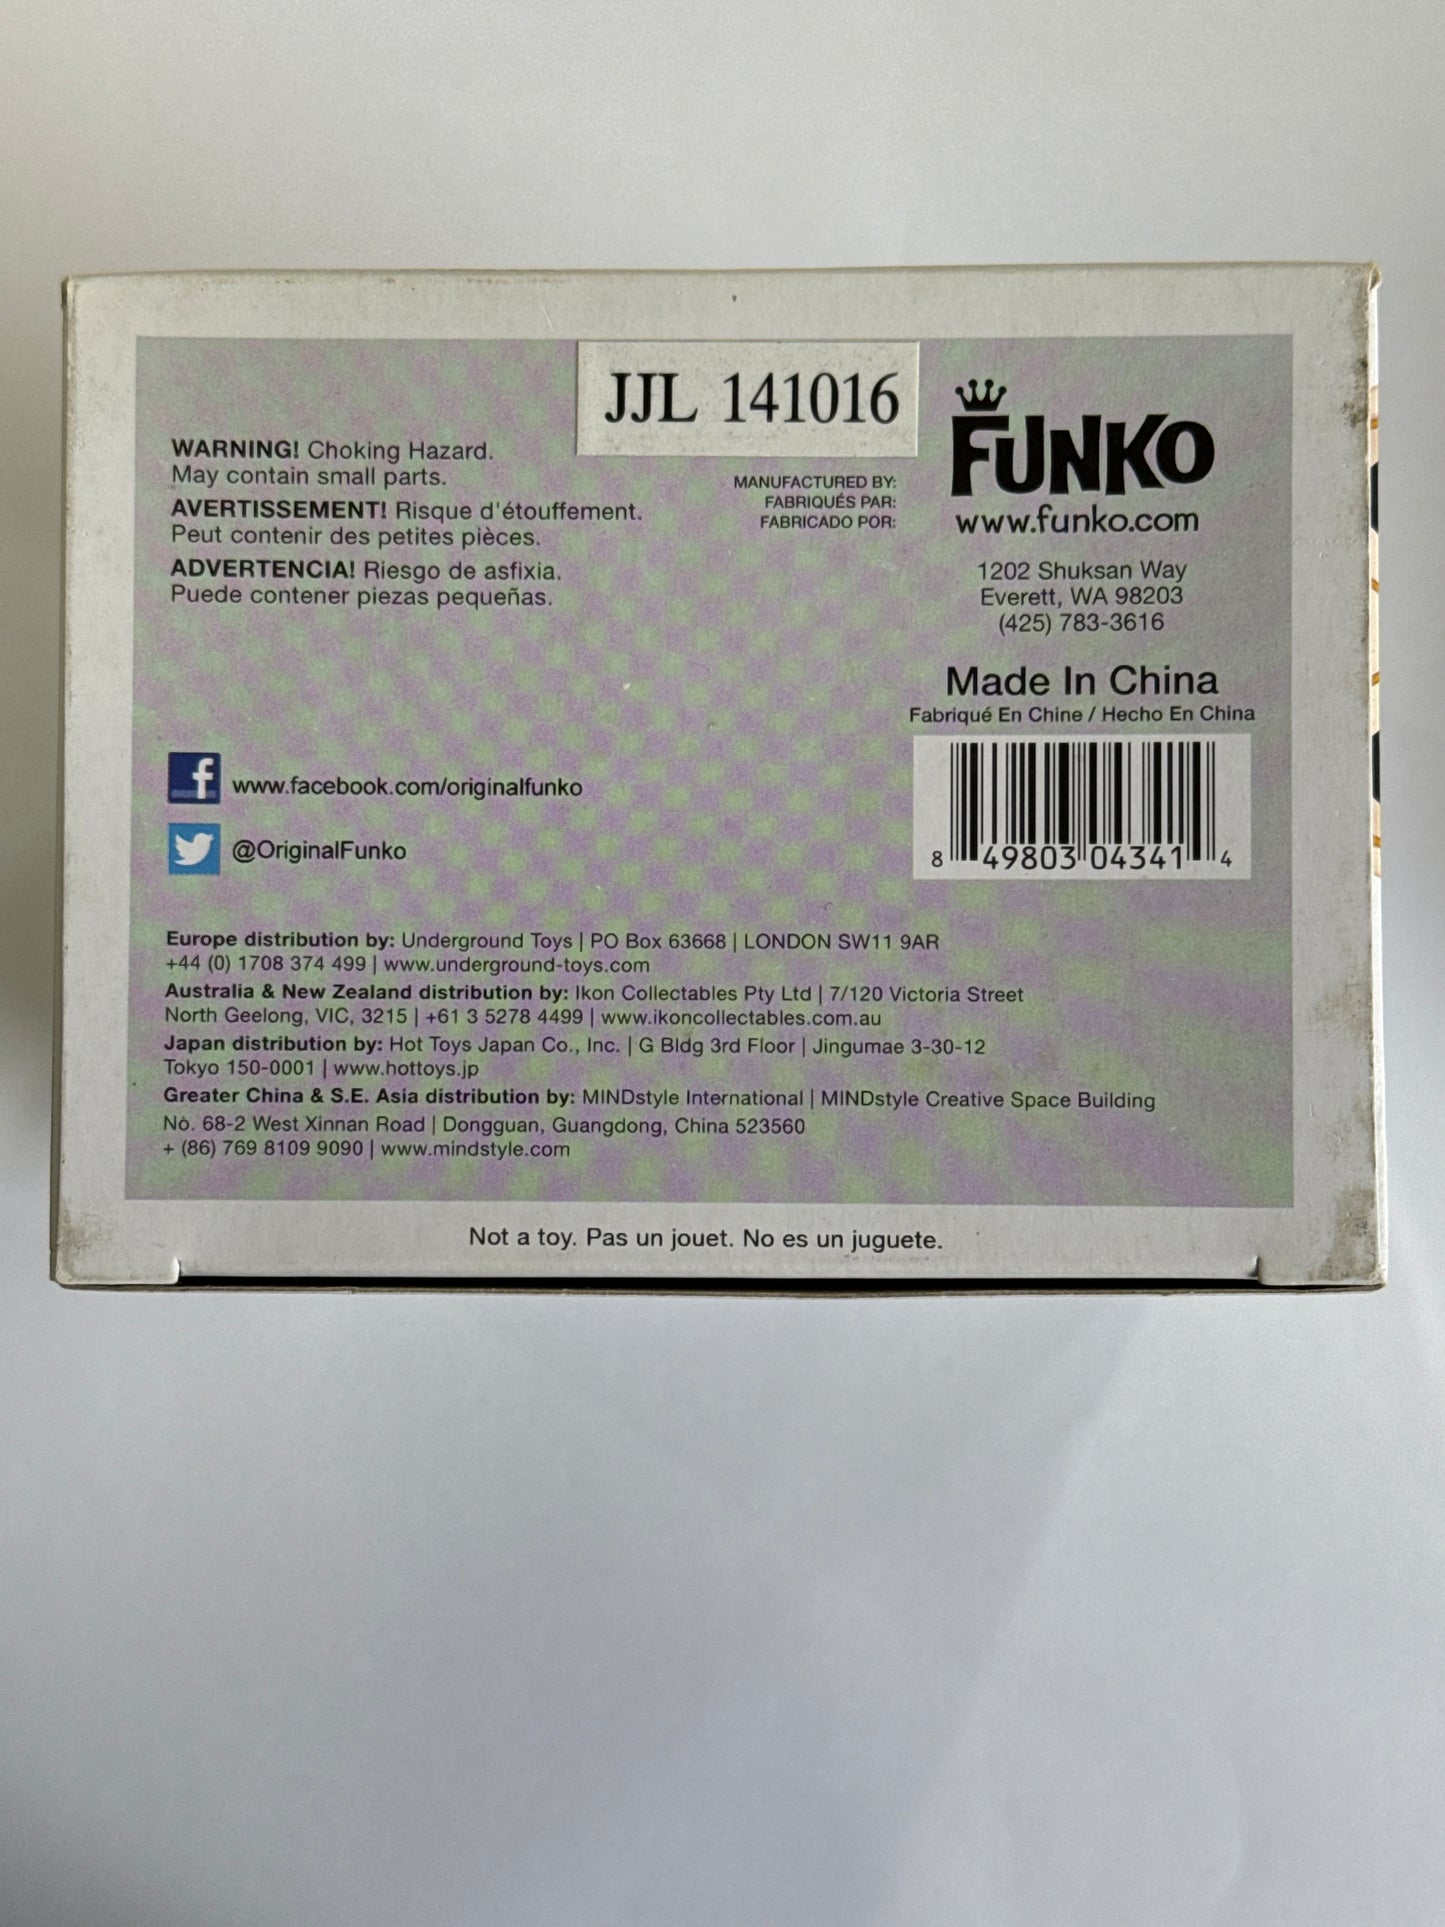 JJL 141016
WARNING! Choking Hazard.
May contain small parts.
AVERTISSEMENT! Risque d'étouffement.
Peut contenir des petites pièces.
ADVERTENCIA! Riesgo de asfixia.
Puede contener piezas pequeñas.
MANUFACTURED BY:
FABRIQUÉS PAR:
FABRICADO POR:
FUNKO
www.funko.com
1202 Shuksan Way
Everett, WA 98203
(425) 783-3616
Made In China
Fabriqué En Chine / Hecho En China
8 49803 04341 4
www.facebook.com/originalfunko
@OriginalFunko
Europe distribution by: Underground Toys | PO Box 63668 | LONDON SW11 9AR
+44 (0) 1708 374 499 | www.underground-toys.com
Australia & New Zealand distribution by: Ikon Collectables Pty Ltd | 7/120 Victoria Street
North Geelong, VIC, 3215 | +61 3 5278 4499 | www.ikoncollectables.com.au
Japan distribution by: Hot Toys Japan Co., Inc. | G Bldg 3rd Floor | Jingumae 3-30-12
Tokyo 150-0001 | www.hottoys.jp
Greater China & S.E. Asia distribution by: MINDstyle International | MINDstyle Creative Space Building
No. 68-2 West Xinnan Road | Dongguan, Guangdong, China 523560
+ (86) 769 8109 9090 | www.mindstyle.com
Not a toy. Pas un jouet. No es un juguete.